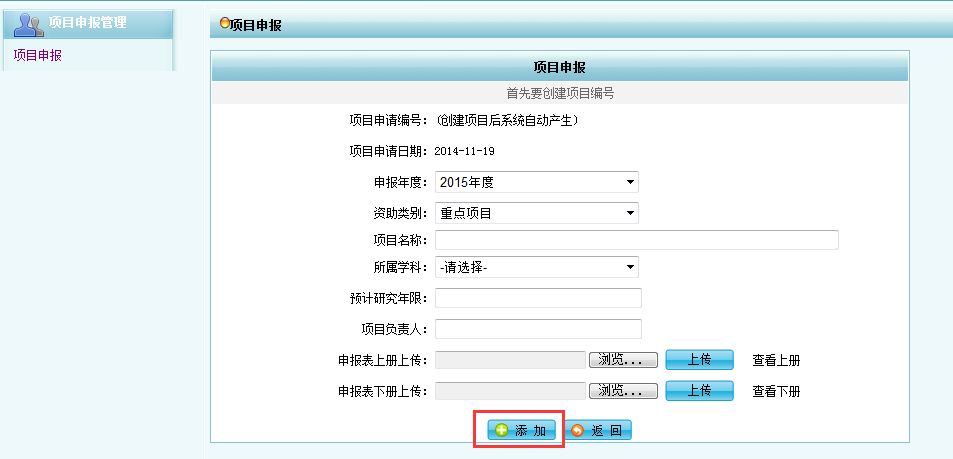 项目申报管理
项目申报
项目申报
项目申报
首先要创建项目编号
项目申请编号：(创建项目后系统自动产生)
项目申请日期：2014-11-19
申报年度：2015年度
资助类别：重点项目
项目名称：
所属学科：-请选择-
预计研究年限：
项目负责人：
申报表上册上传： 浏览... 上传 查看上册
申报表下册上传： 浏览... 上传 查看下册
添 加 返 回